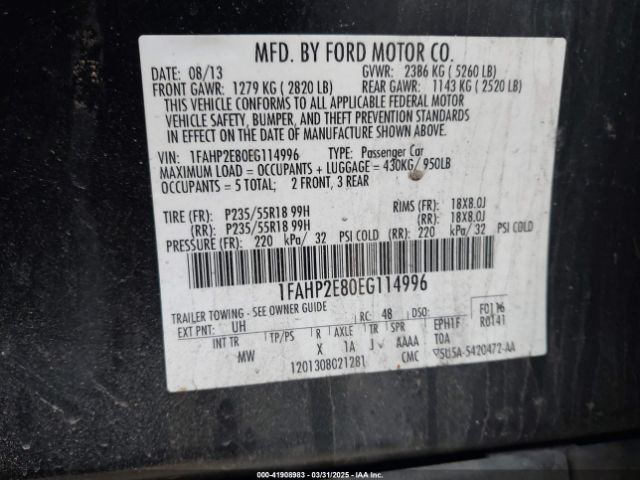 MFD. BY FORD MOTOR CO.
DATE: 08/13 GVWR: 2386 KG ( 5260 LB)
FRONT GAWR: 1279 KG ( 2820 LB) REAR GAWR: 1143 KG ( 2520 LB)
THIS VEHICLE CONFORMS TO ALL APPLICABLE FEDERAL MOTOR
VEHICLE SAFETY, BUMPER, AND THEFT PREVENTION STANDARDS
IN EFFECT ON THE DATE OF MANUFACTURE SHOWN ABOVE.
VIN: 1FAHP2E80EG114996 TYPE: Passenger Car
MAXIMUM LOAD = OCCUPANTS + LUGGAGE = 430KG/950LB
OCCUPANTS = 5 TOTAL; 2 FRONT, 3 REAR
TIRE (FR): P235/55R18 99H RIMS (FR): 18X8.0J
(RR): P235/55R18 99H (RR): 18X8.0J
PRESSURE (FR): 220 kPa/ 32 PSI COLD (RR): 220 kPa/ 32 PSI COLD
1FAHP2E80EG114996
TRAILER TOWING - SEE OWNER GUIDE
EXT PNT: UH RC: 48 DSO: F0116
R0141
INT TR TP/PS R AXLE TR SPR EPH1F
MW X 1A J AAAA T0A
1201308021281 CMC 5U5A-5420472-AA
00-41908983 - 03/31/2025 - IAAI.COM